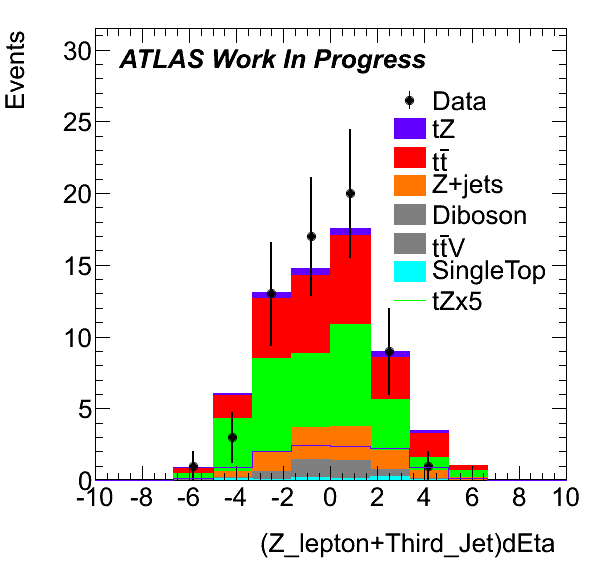 Events
30
25
20
15
10
5
0
ATLAS Work In Progress
Data
tZ
tt̄
Z+jets
Diboson
tt̄V
SingleTop
tZx5
-10 -8 -6 -4 -2 0 2 4 6 8 10
(Z_lepton+Third_Jet)dEta